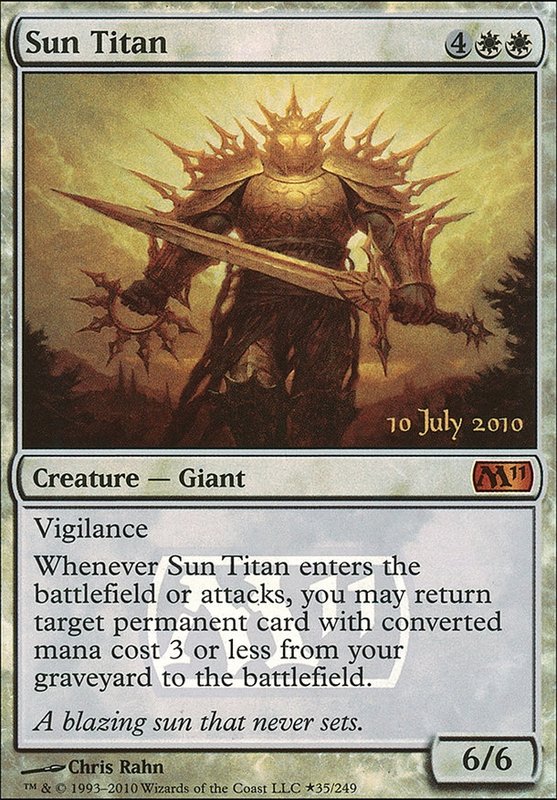 Sun Titan
4
10 July 2010
Creature — Giant
M11
Vigilance
Whenever Sun Titan enters the
battlefield or attacks, you may return
target permanent card with converted
mana cost 3 or less from your
graveyard to the battlefield.
A blazing sun that never sets.
6/6
Chris Rahn
™ & © 1993–2010 Wizards of the Coast LLC ★35/249